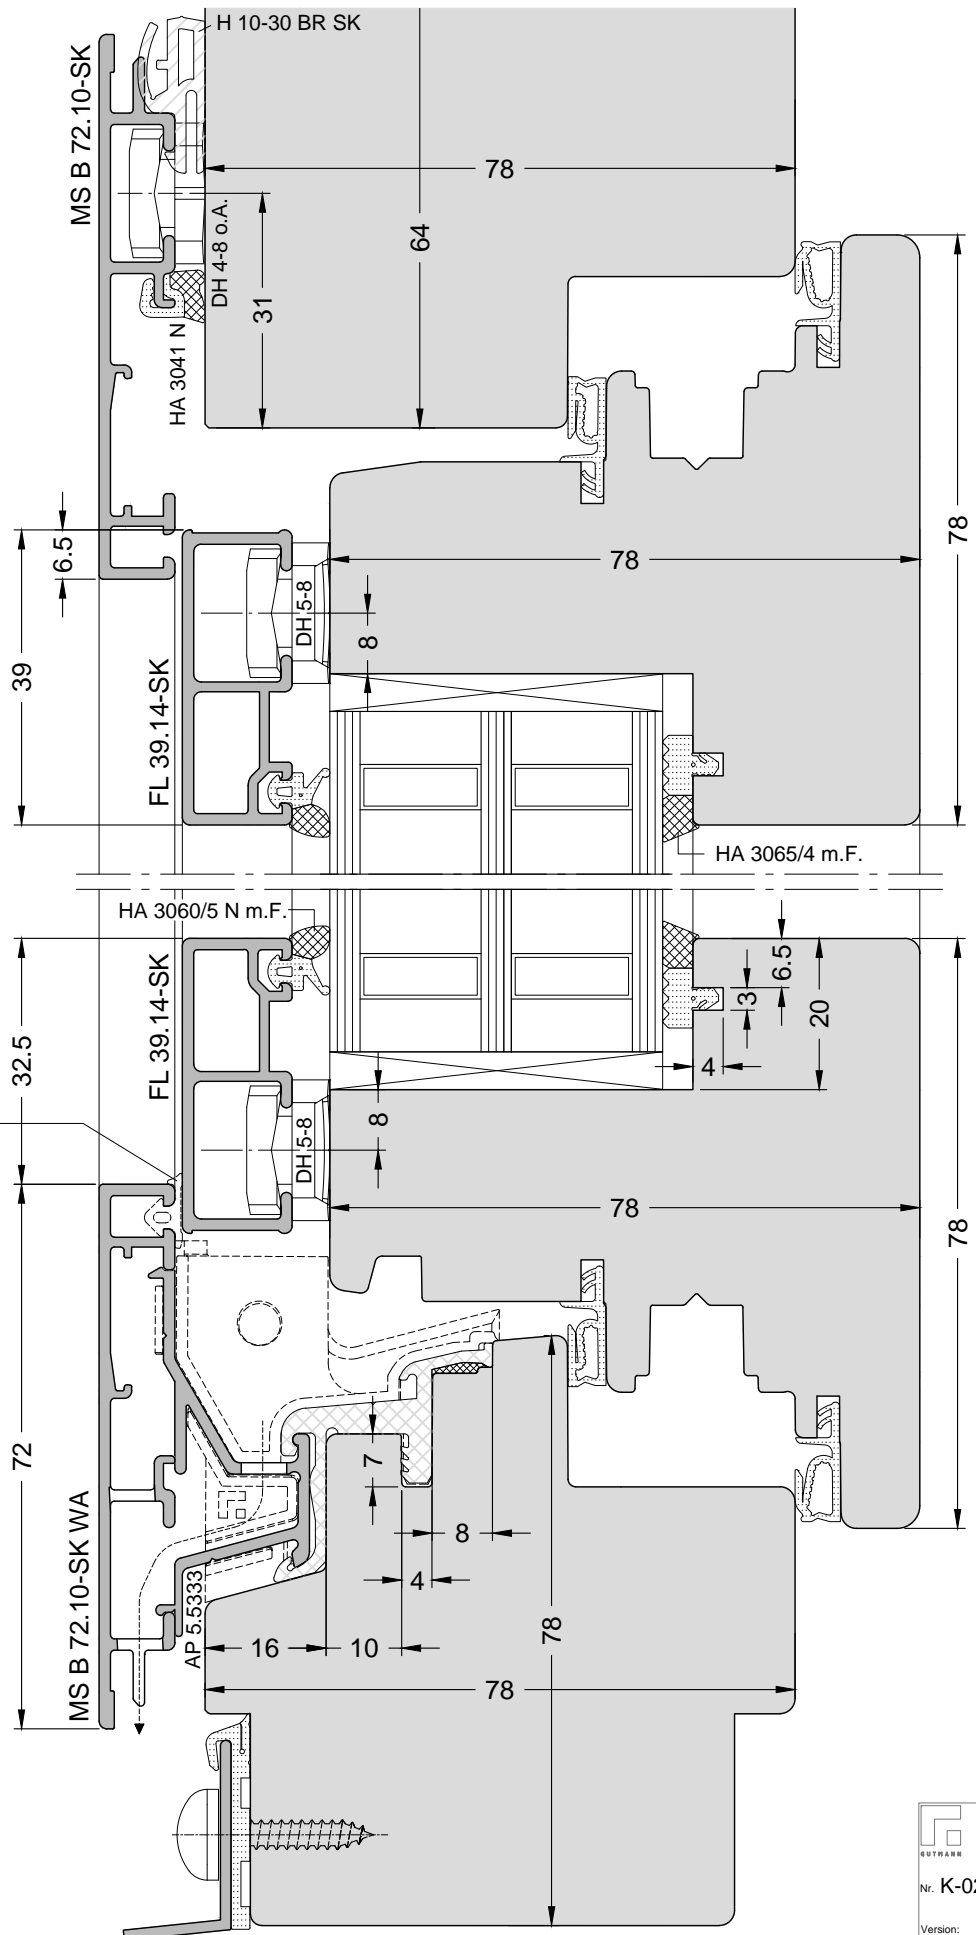 H 10-30 BR SK
MS B 72.10-SK
78
64
DH 4-8 o.A.
31
HA 3041 N
78
6.5
78
DH 5-8
8
39
FL 39.14-SK
HA 3065/4 m.F.
HA 3060/5 N m.F.
6.5
3
20
4
32.5
FL 39.14-SK
8
DH 5-8
78
78
72
7
8
4
MS B 72.10-SK WA
AP 5.5333
16
10
78
78
GUTMANN
Nr. K-02
Version: